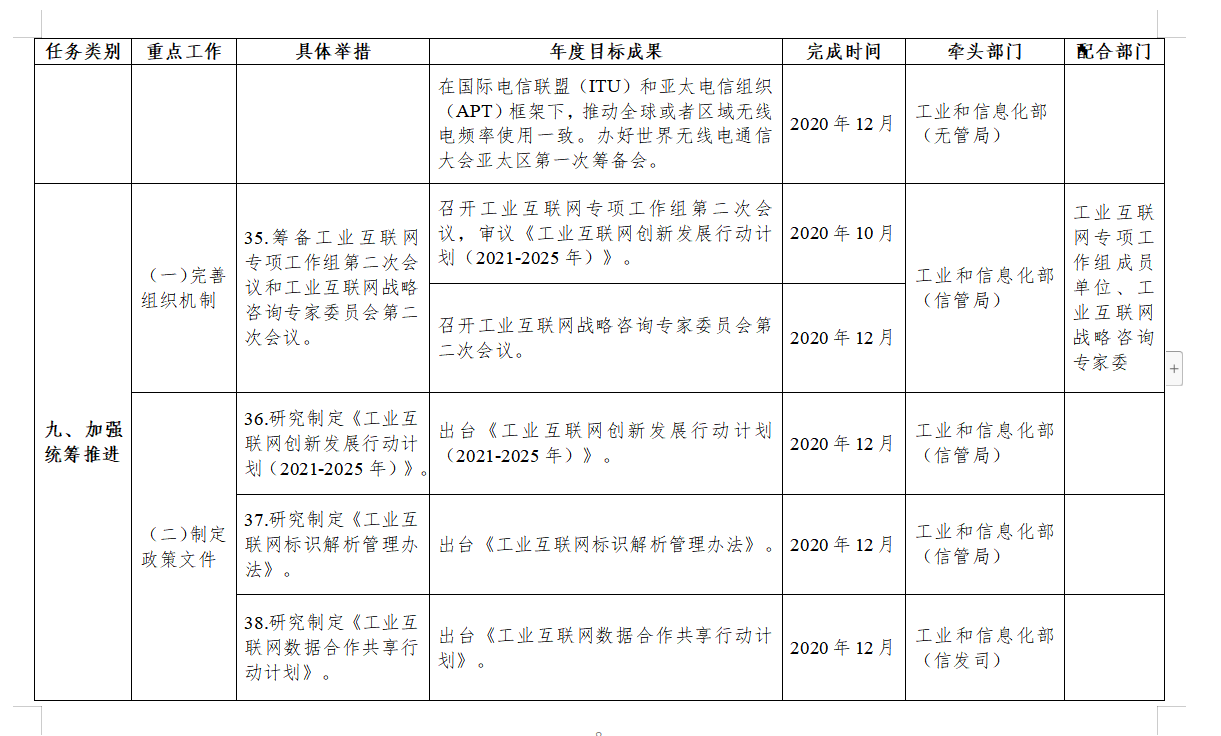 任务类别
重点工作
具体举措
年度目标成果
完成时间
牵头部门
配合部门
在国际电信联盟（ITU）和亚太电信组织
（APT）框架下，推动全球或者区域无线
电频率使用一致。办好世界无线电通信
大会亚太区第一次筹备会。
2020 年 12 月
工业和信息化部
（无管局）
九、加强
统筹推进
（一）完善
组织机制
35.筹备工业互联网
专项工作组第二次会
议和工业互联网战略
咨询专家委员会第二
次会议。
召开工业互联网专项工作组第二次会
议，审议《工业互联网创新发展行动计
划（2021-2025 年）》。
2020 年 10 月
工业和信息化部
（信管局）
工业互联
网专项工
作组成员
单位、工
业互联网
战略咨询
专家委
召开工业互联网战略咨询专家委员会第
二次会议。
2020 年 12 月
（二）制定
政策文件
36.研究制定《工业互
联网创新发展行动计
划（2021-2025 年）》。
出台《工业互联网创新发展行动计划
（2021-2025 年）》。
2020 年 12 月
工业和信息化部
（信管局）
37.研究制定《工业互
联网标识解析管理办
法》。
出台《工业互联网标识解析管理办法》。
2020 年 12 月
工业和信息化部
（信管局）
38.研究制定《工业互
联网数据合作共享行
动计划》。
出台《工业互联网数据合作共享行动计
划》。
2020 年 12 月
工业和信息化部
（信发司）